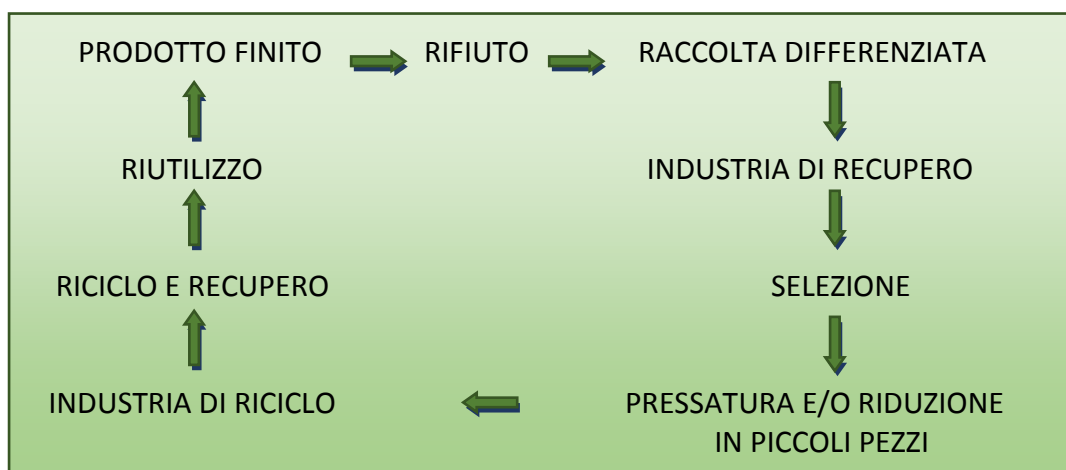 PRODOTTO FINITO
RIFIUTO
RACCOLTA DIFFERENZIATA
RIUTILIZZO
INDUSTRIA DI RECUPERO
RICICLO E RECUPERO
SELEZIONE
INDUSTRIA DI RICICLO
PRESSATURA E/O RIDUZIONE
IN PICCOLI PEZZI